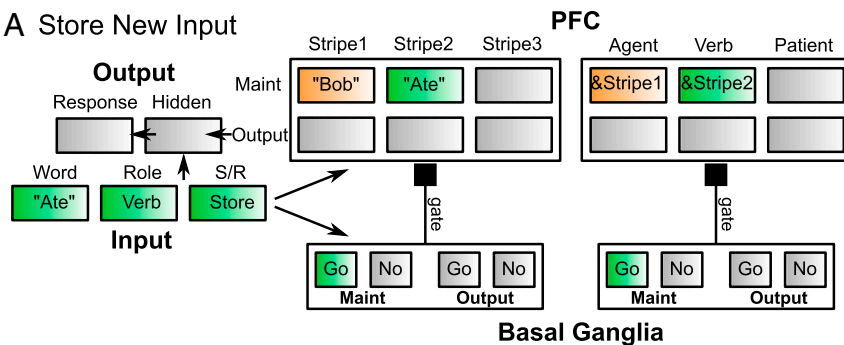 A Store New Input
PFC
Stripe1 Stripe2 Stripe3 Agent Verb Patient
Output
Maint "Bob" "Ate" &Stripe1 &Stripe2
Response Hidden
Output
Word Role S/R
"Ate" Verb Store
Input
gate gate
Go No Go No Go No Go No
Maint Output Maint Output
Basal Ganglia